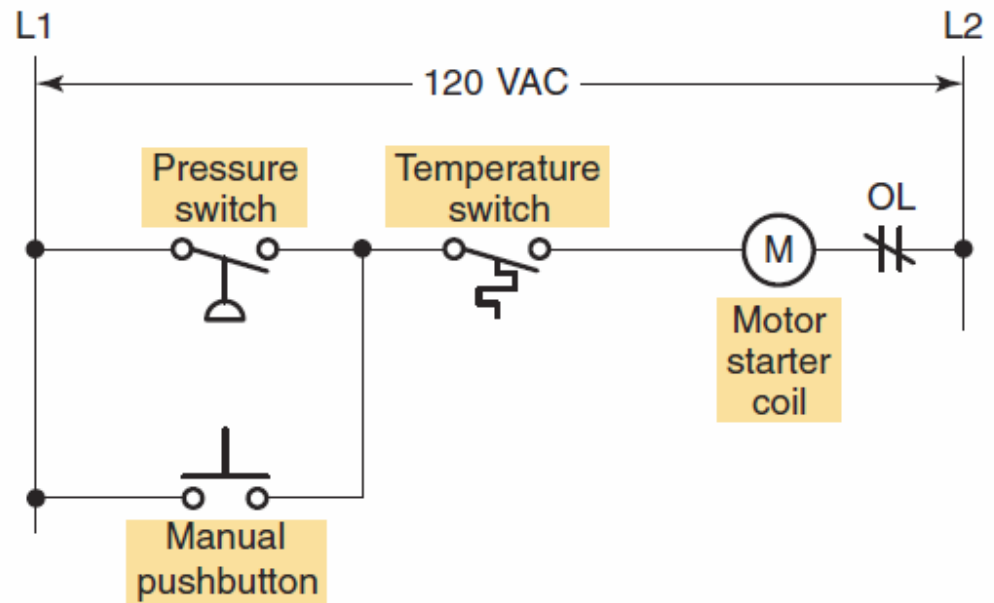 L1
L2
120 VAC
Pressure
switch
Temperature
switch
OL
M
Motor
starter
coil
Manual
pushbutton